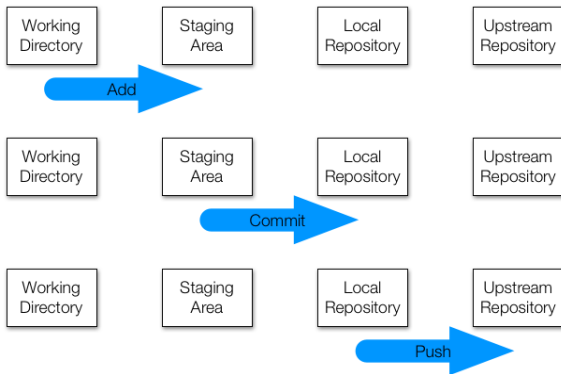 Working
Directory
Staging
Area
Local
Repository
Upstream
Repository
Add
Working
Directory
Staging
Area
Local
Repository
Upstream
Repository
Commit
Working
Directory
Staging
Area
Local
Repository
Upstream
Repository
Push